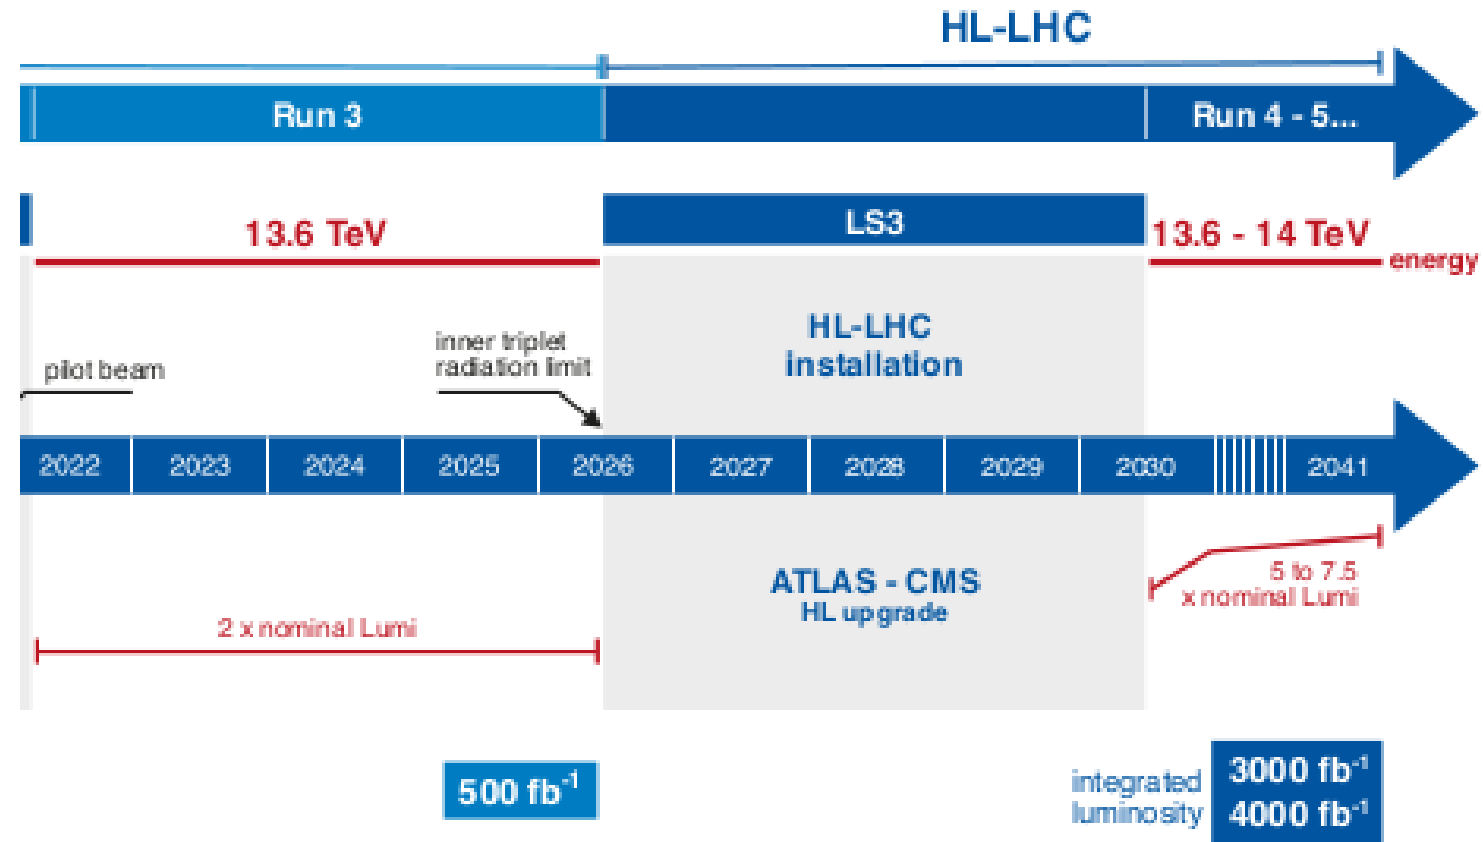 HL-LHC
Run 3
Run 4 - 5...
13.6 TeV
LS3
13.6 - 14 TeV
energy
HL-LHC
installation
inner triplet
radiation limit
pilot beam
2022 2023 2024 2025 2026 2027 2028 2029 2030 2041
5 to 7.5
x nominal Lumi
ATLAS - CMS
HL upgrade
2 x nominal Lumi
500 fb⁻¹
integrated
luminosity
3000 fb⁻¹
4000 fb⁻¹